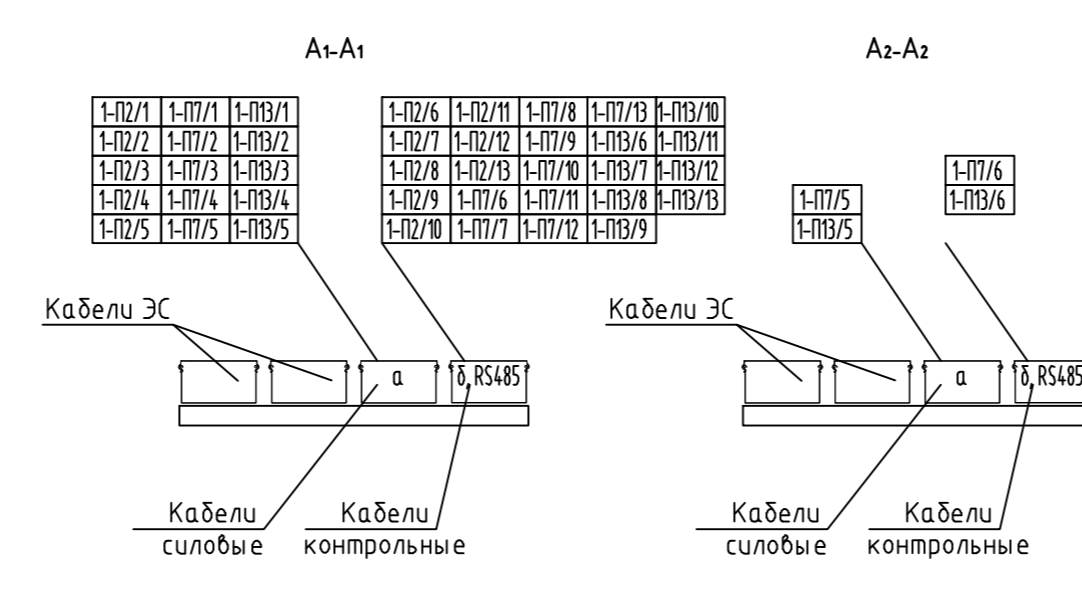 А1-А1
А2-А2
1-П2/1 1-П7/1 1-П13/1
1-П2/2 1-П7/2 1-П13/2
1-П2/3 1-П7/3 1-П13/3
1-П2/4 1-П7/4 1-П13/4
1-П2/5 1-П7/5 1-П13/5
1-П2/6 1-П2/11 1-П7/8 1-П7/13 1-П13/10
1-П2/7 1-П2/12 1-П7/9 1-П13/6 1-П13/11
1-П2/8 1-П2/13 1-П7/10 1-П13/7 1-П13/12
1-П2/9 1-П7/6 1-П7/11 1-П13/8 1-П13/13
1-П2/10 1-П7/7 1-П7/12 1-П13/9
1-П7/5
1-П13/5
1-П7/6
1-П13/6
Кабели ЭС
Кабели ЭС
а
б, RS485
а
б, RS485
Кабели
силовые
Кабели
контрольные
Кабели
силовые
Кабели
контрольные